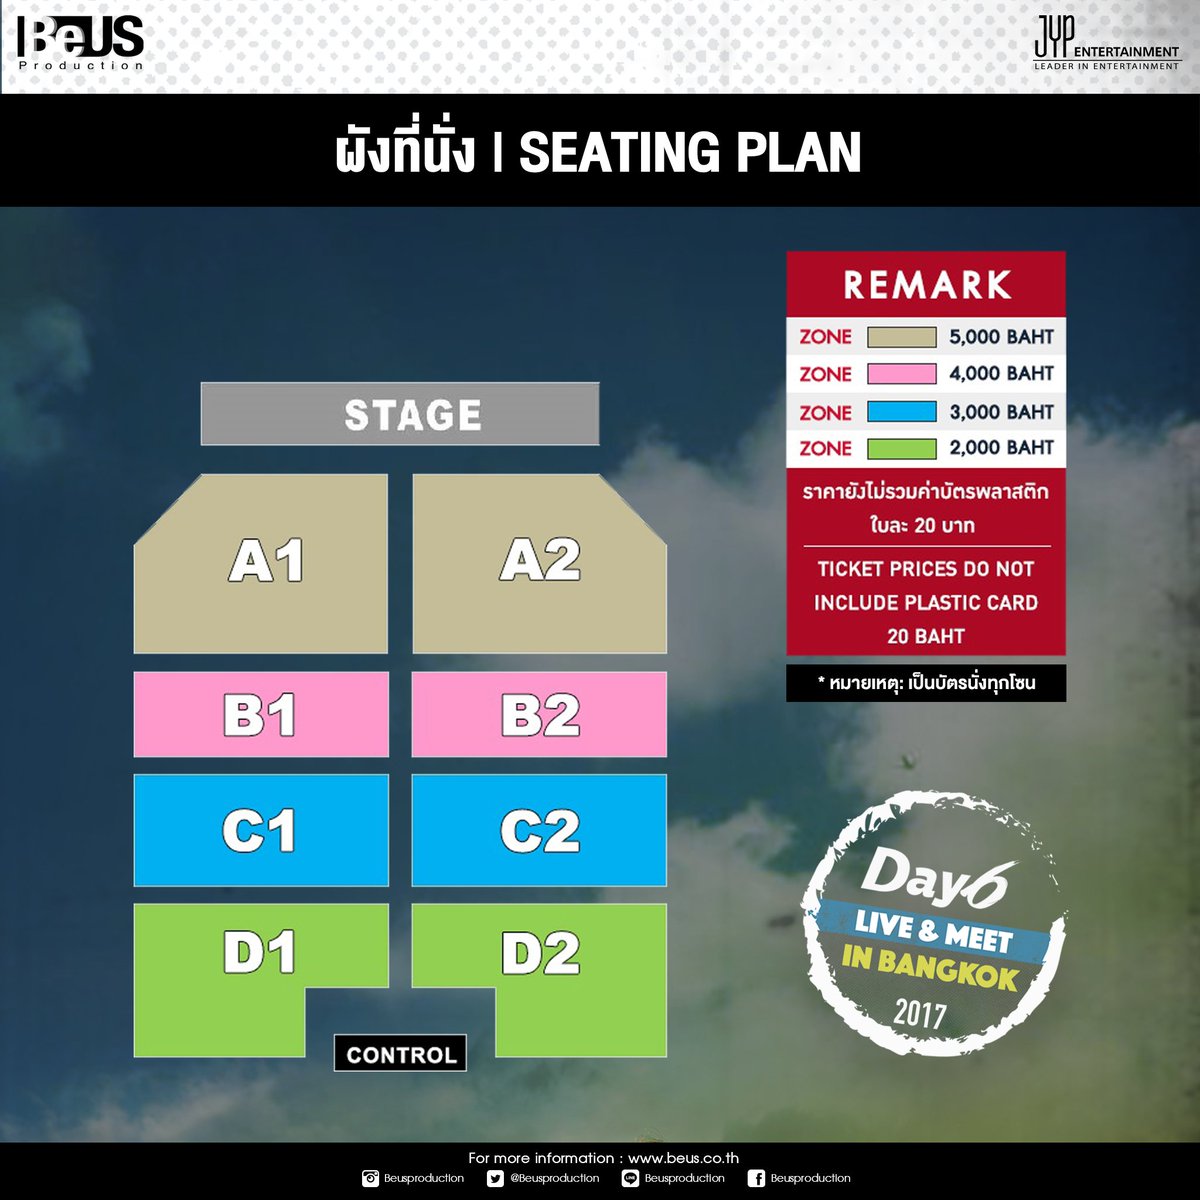 BeUS
Production
JYP ENTERTAINMENT
LEADER IN ENTERTAINMENT
ผังที่นั่ง | SEATING PLAN
STAGE
A1
A2
B1
B2
C1
C2
D1
D2
CONTROL
REMARK
ZONE 5,000 BAHT
ZONE 4,000 BAHT
ZONE 3,000 BAHT
ZONE 2,000 BAHT
ราคายังไม่รวมค่าบัตรพลาสติก
ใบละ 20 บาท
TICKET PRICES DO NOT
INCLUDE PLASTIC CARD
20 BAHT
* หมายเหตุ: เป็นบัตรนั่งทุกโซน
Day6
LIVE & MEET
IN BANGKOK
2017
For more information : www.beus.co.th
Beusproduction @Beusproduction LINE Beusproduction Beusproduction